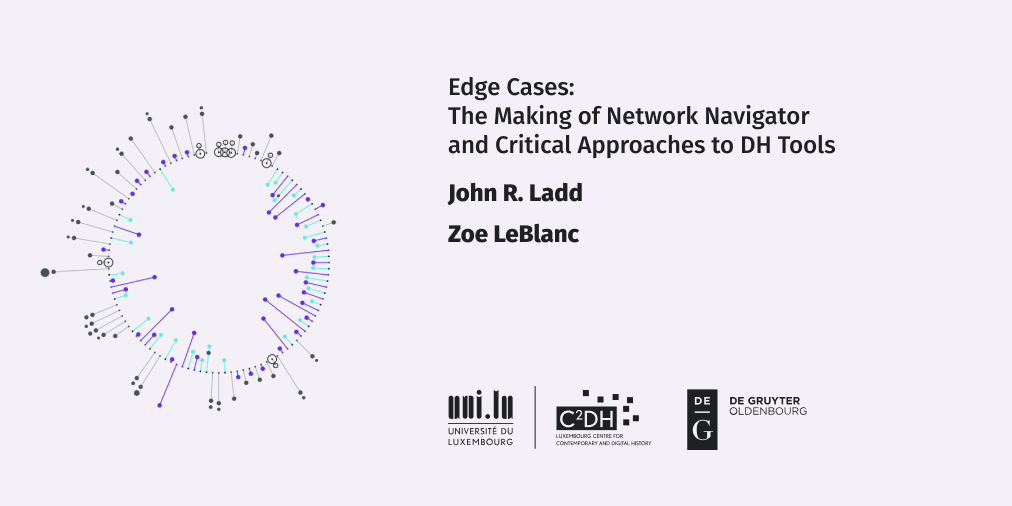 Edge Cases:
The Making of Network Navigator
and Critical Approaches to DH Tools
John R. Ladd
Zoe LeBlanc
uni.lu
UNIVERSITÉ DU
LUXEMBOURG
C²DH
LUXEMBOURG CENTRE FOR
CONTEMPORARY AND DIGITAL HISTORY
DE
G
DE GRUYTER
OLDENBOURG